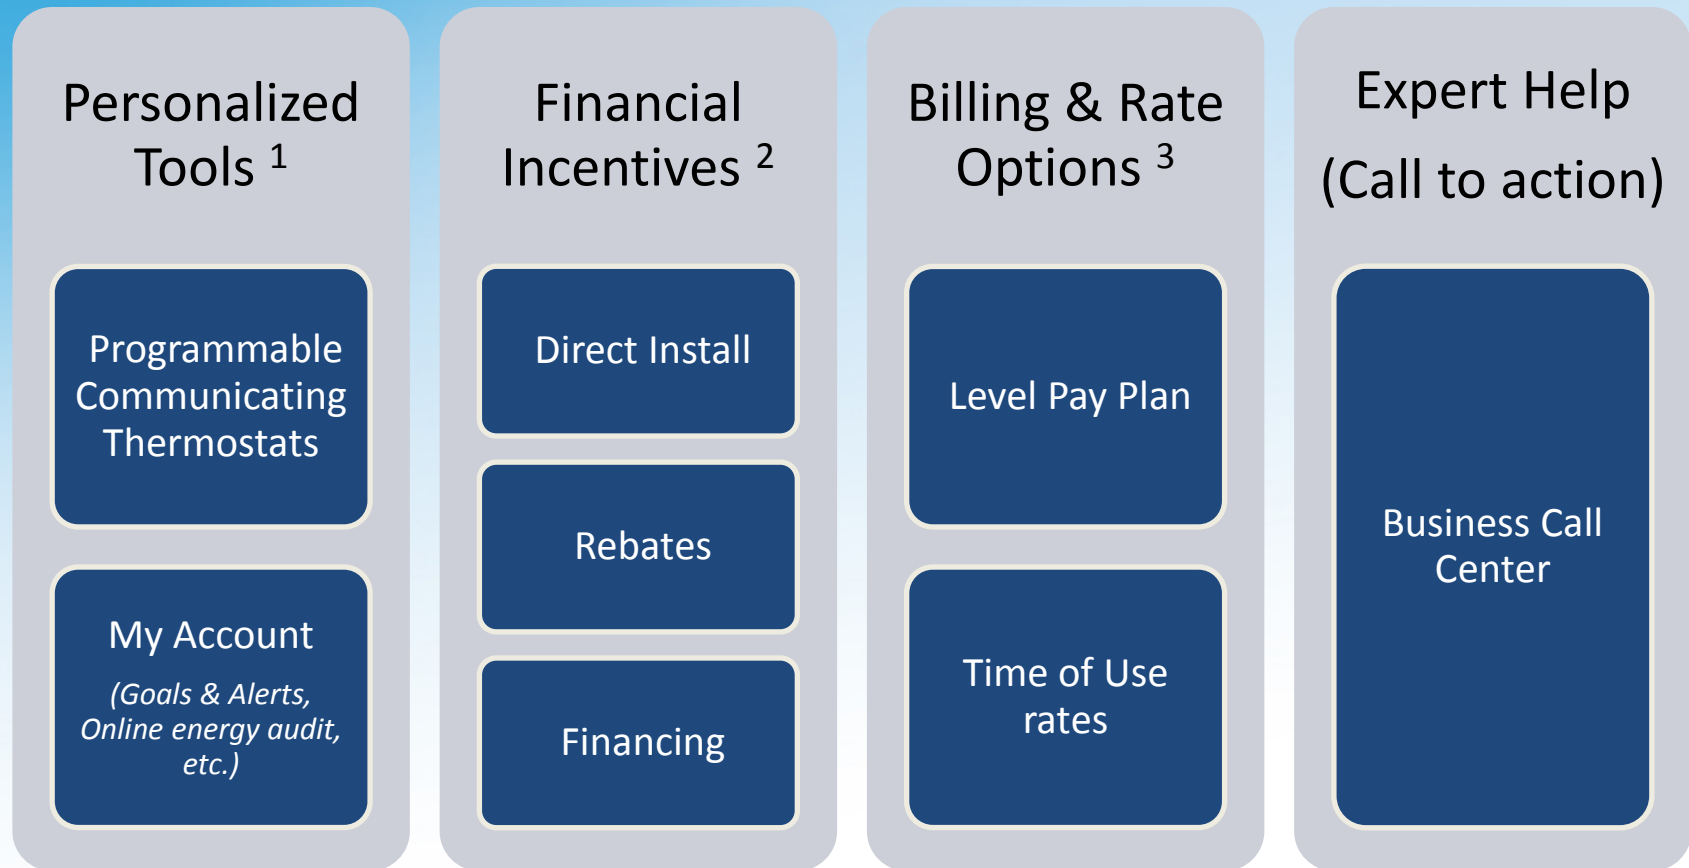 Personalized
Tools 1
Programmable
Communicating
Thermostats
My Account
(Goals & Alerts,
Online energy audit,
etc.)
Financial
Incentives 2
Direct Install
Rebates
Financing
Billing & Rate
Options 3
Level Pay Plan
Time of Use
rates
Expert Help
(Call to action)
Business Call
Center